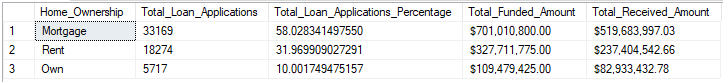 Home_Ownership Total_Loan_Applications Total_Loan_Applications_Percentage Total_Funded_Amount Total_Received_Amount
1 Mortgage 33169 58.028341497550 $701,010,800.00 $519,683,997.03
2 Rent 18274 31.969909027291 $327,711,775.00 $237,404,542.66
3 Own 5717 10.001749475157 $109,479,425.00 $82,933,432.78